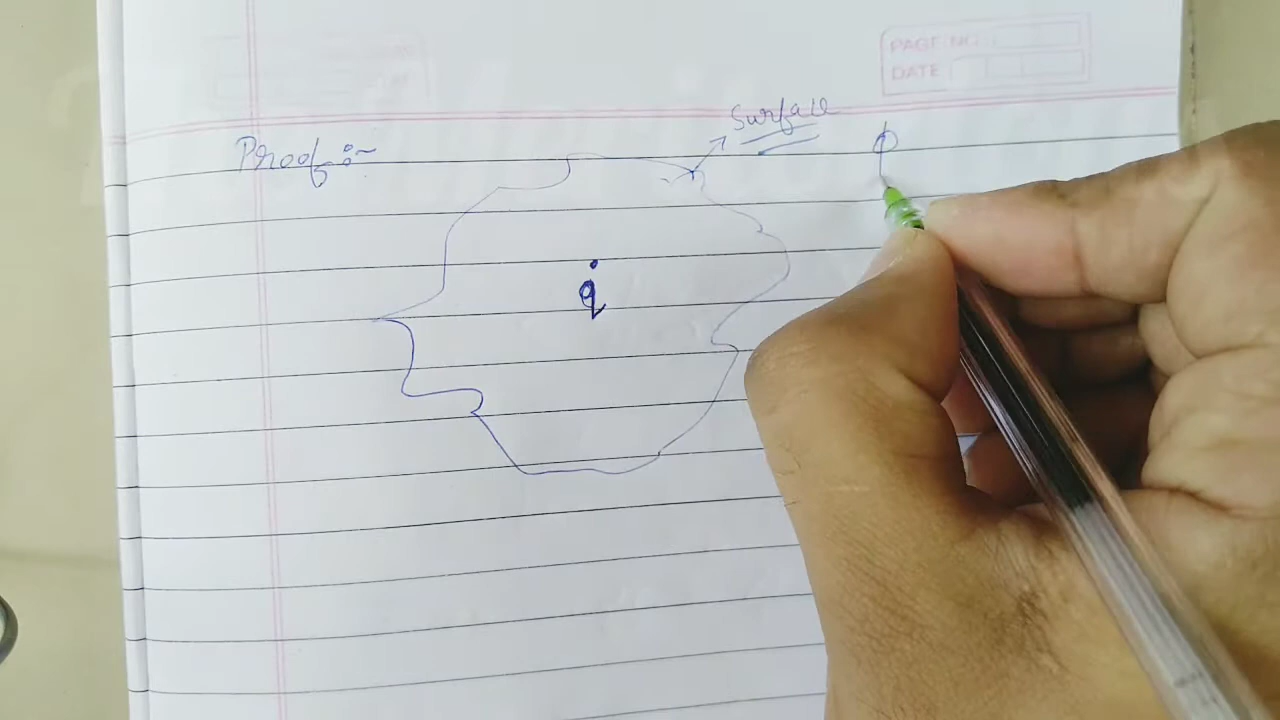 PAGE NO.
DATE
Surface
Proof :-
φ
q